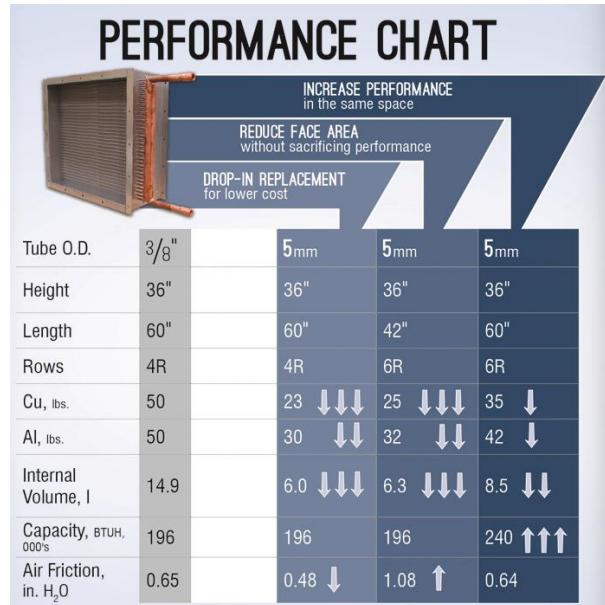 PERFORMANCE CHART
INCREASE PERFORMANCE
in the same space
REDUCE FACE AREA
without sacrificing performance
DROP-IN REPLACEMENT
for lower cost
Tube O.D. 3/8" 5mm 5mm 5mm
Height 36" 36" 36" 36"
Length 60" 60" 42" 60"
Rows 4R 4R 6R 6R
Cu, lbs. 50 23 ↓↓↓ 25 ↓↓↓ 35 ↓
Al, lbs. 50 30 ↓↓ 32 ↓↓ 42 ↓
Internal
Volume, l 14.9 6.0 ↓↓↓ 6.3 ↓↓↓ 8.5 ↓↓
Capacity, BTUH,
000's 196 196 196 240 ↑↑↑
Air Friction,
in. H₂O 0.65 0.48 ↓ 1.08 ↑ 0.64